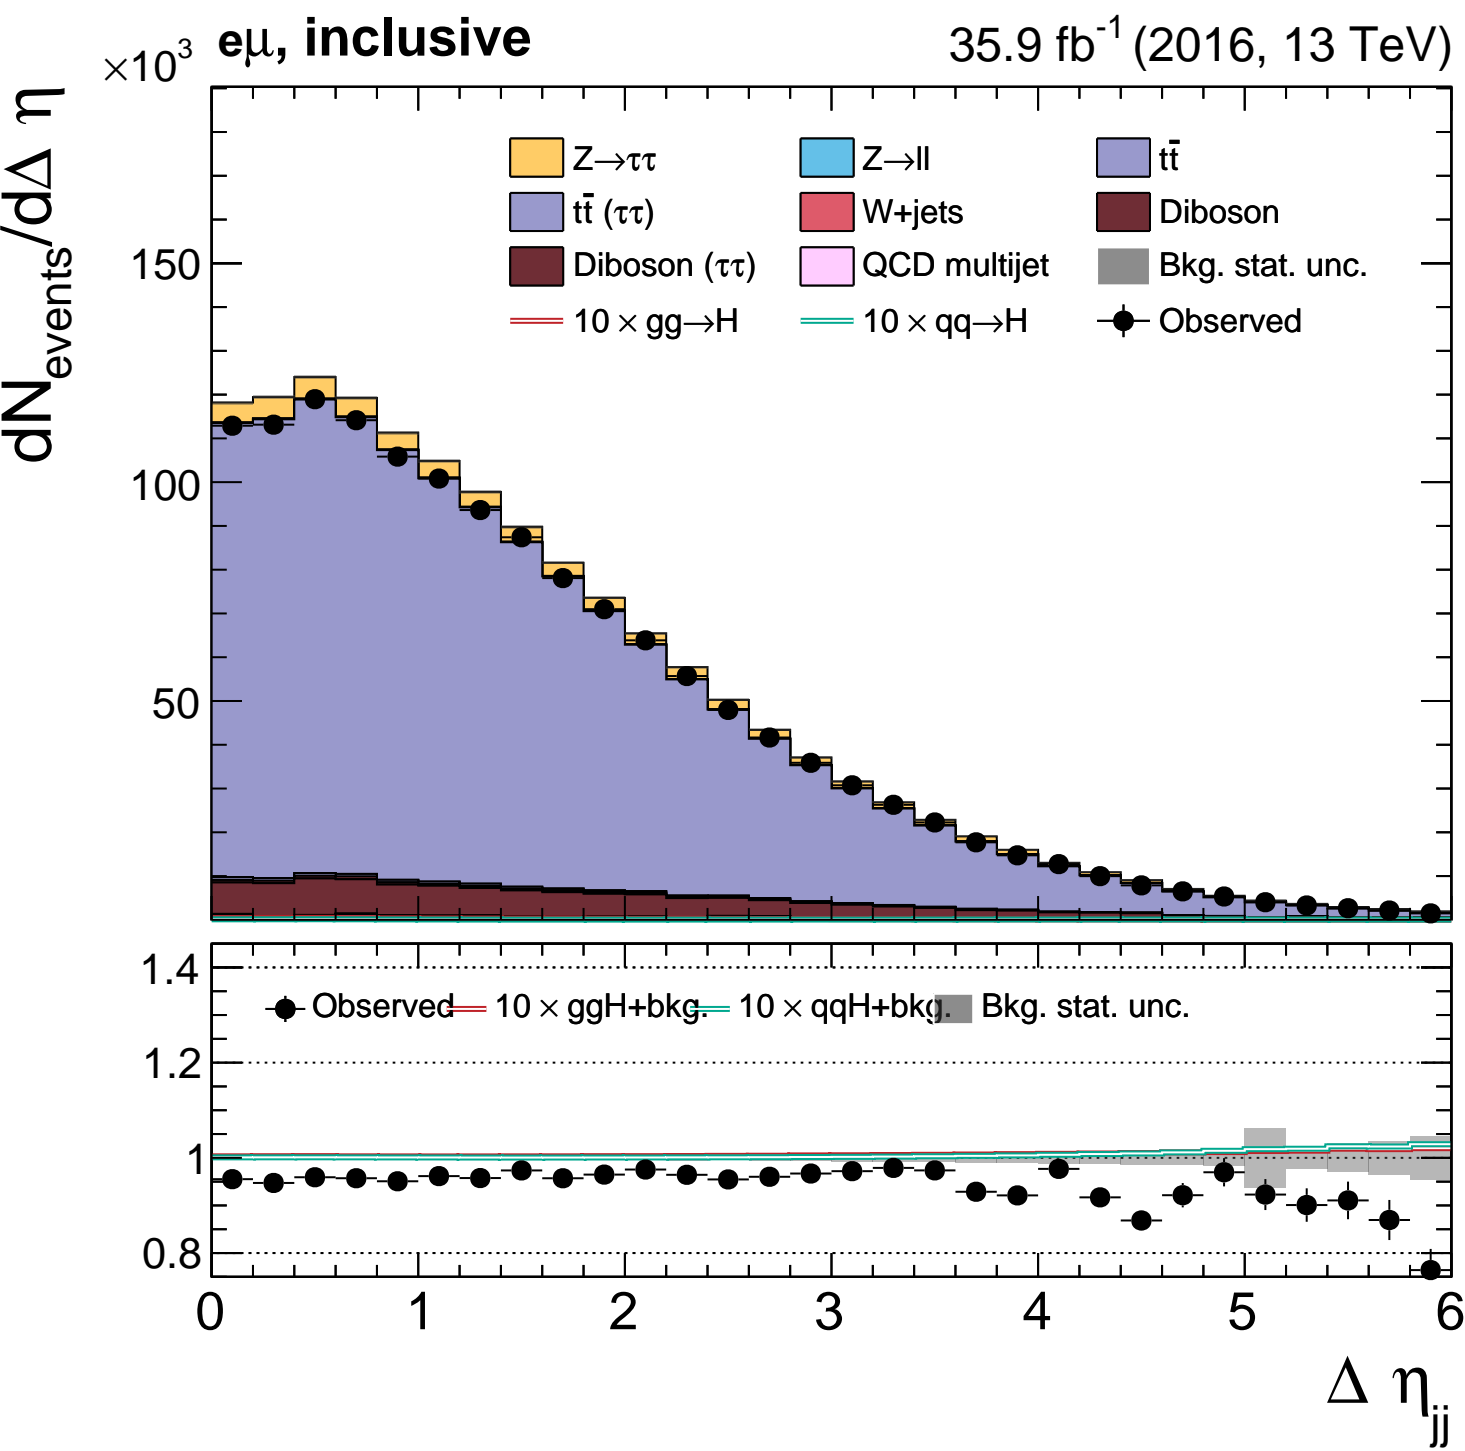 ×10³ eμ, inclusive 35.9 fb⁻¹ (2016, 13 TeV)
dN_events/dΔ η
Z→ττ Z→ll tt̄
tt̄ (ττ) W+jets Diboson
Diboson (ττ) QCD multijet Bkg. stat. unc.
10 × gg→H 10 × qq→H Observed
150
100
50
1.4
Observed 10 × ggH+bkg. 10 × qqH+bkg. Bkg. stat. unc.
1.2
1
0.8
0 1 2 3 4 5 6
Δ η_jj